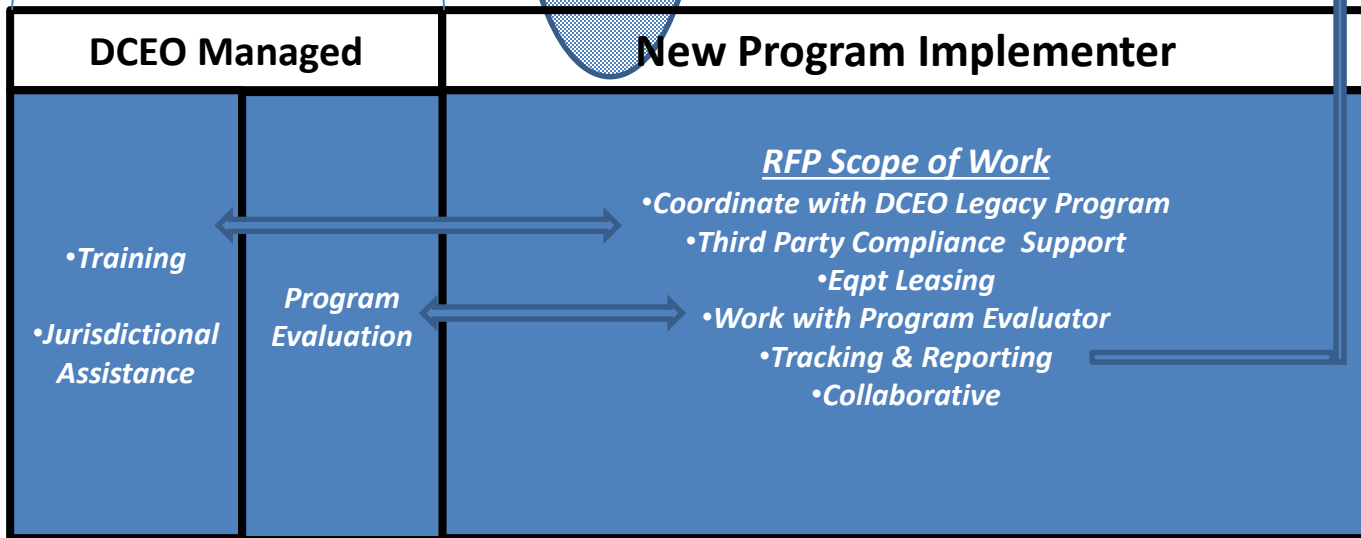 DCEO Managed
New Program Implementer
•Training
•Jurisdictional
Assistance
Program
Evaluation
RFP Scope of Work
•Coordinate with DCEO Legacy Program
•Third Party Compliance  Support
•Eqpt Leasing
•Work with Program Evaluator
•Tracking & Reporting
•Collaborative